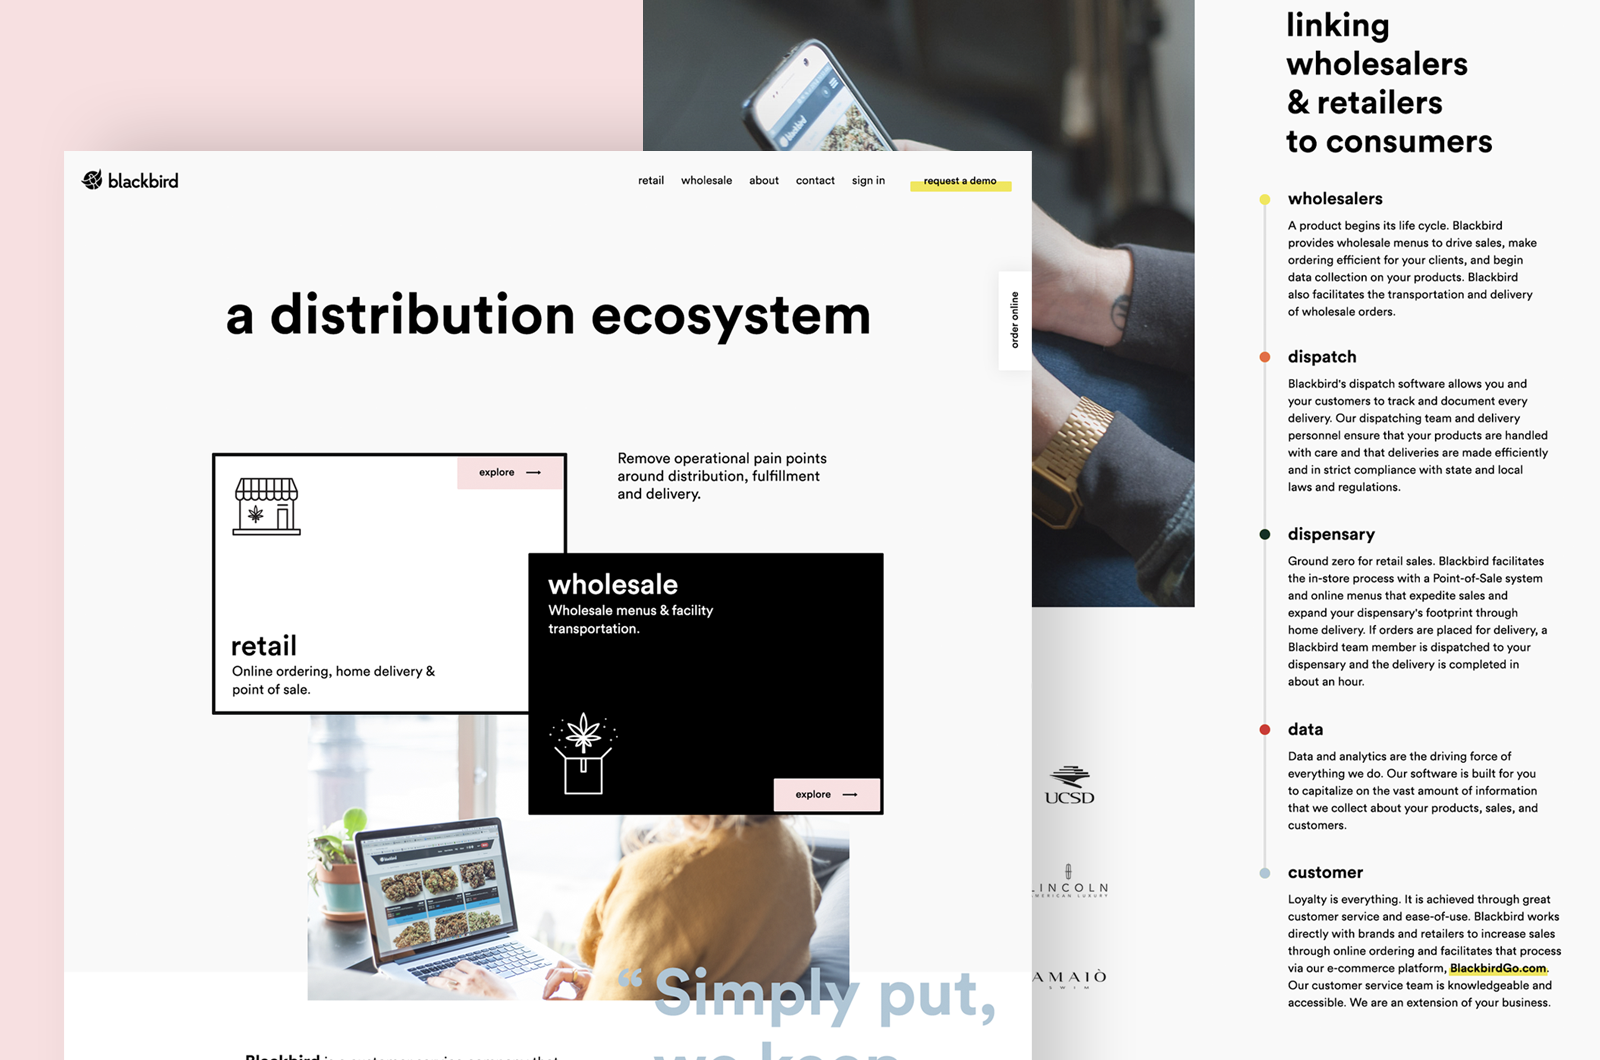 blackbird
retail
wholesale
about
contact
sign in
request a demo
order online
a distribution ecosystem
explore
Remove operational pain points
around distribution, fulfillment
and delivery.
retail
Online ordering, home delivery &
point of sale.
wholesale
Wholesale menus & facility
transportation.
explore
“Simply put,
we keep
Blackbird is a customer service company that
blackbird
blackbird
UCSD
LINCOLN
AMERICAN LUXURY
AMAIÒ
SWIM
linking
wholesalers
& retailers
to consumers
wholesalers
A product begins its life cycle. Blackbird
provides wholesale menus to drive sales, make
ordering efficient for your clients, and begin
data collection on your products. Blackbird
also facilitates the transportation and delivery
of wholesale orders.
dispatch
Blackbird's dispatch software allows you and
your customers to track and document every
delivery. Our dispatching team and delivery
personnel ensure that your products are handled
with care and that deliveries are made efficiently
and in strict compliance with state and local
laws and regulations.
dispensary
Ground zero for retail sales. Blackbird facilitates
the in-store process with a Point-of-Sale system
and online menus that expedite sales and
expand your dispensary's footprint through
home delivery. If orders are placed for delivery, a
Blackbird team member is dispatched to your
dispensary and the delivery is completed in
about an hour.
data
Data and analytics are the driving force of
everything we do. Our software is built for you
to capitalize on the vast amount of information
that we collect about your products, sales, and
customers.
customer
Loyalty is everything. It is achieved through great
customer service and ease-of-use. Blackbird works
directly with brands and retailers to increase sales
through online ordering and facilitates that process
via our e-commerce platform, BlackbirdGo.com.
Our customer service team is knowledgeable and
accessible. We are an extension of your business.